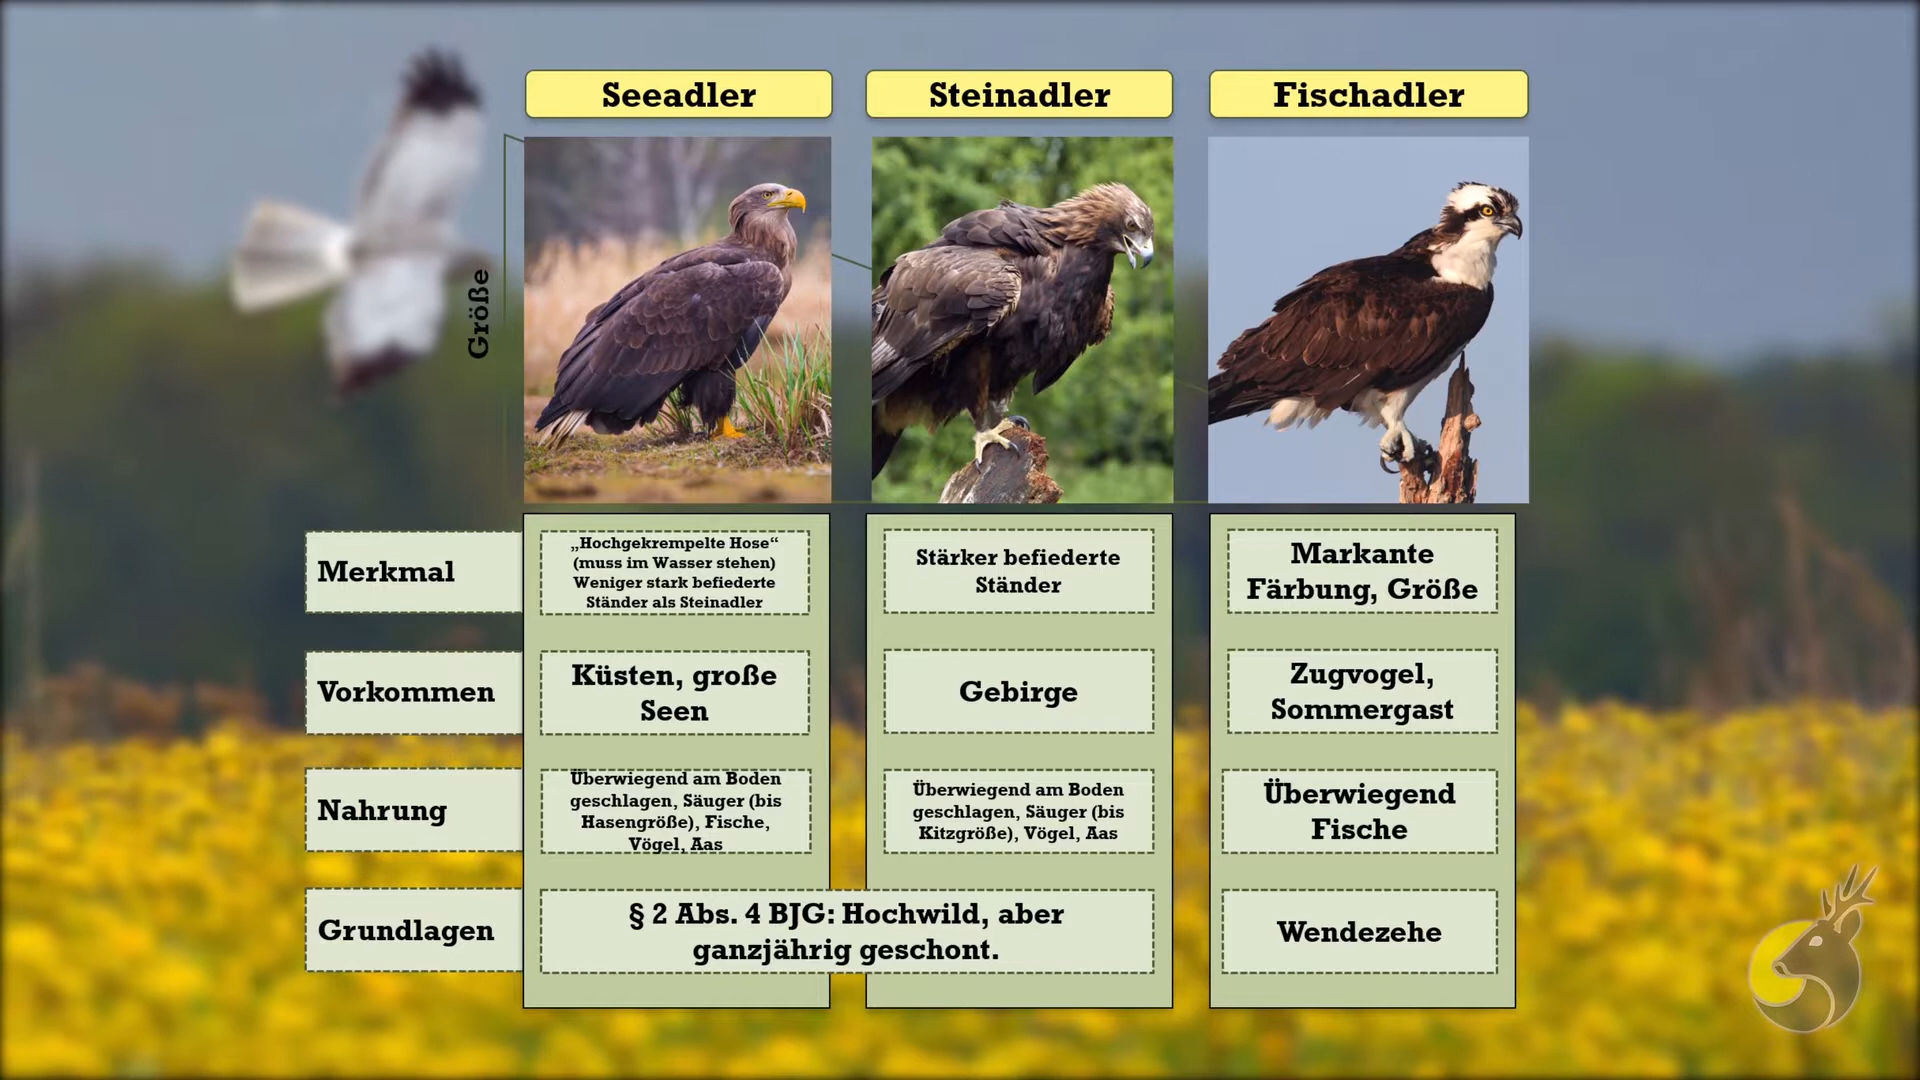 Seeadler
Steinadler
Fischadler
Größe
Merkmal
„Hochgekrempelte Hose“
(muss im Wasser stehen)
Weniger stark befiederte
Ständer als Steinadler
Stärker befiederte
Ständer
Markante
Färbung, Größe
Vorkommen
Küsten, große
Seen
Gebirge
Zugvogel,
Sommergast
Nahrung
Überwiegend am Boden
geschlagen, Säuger (bis
Hasengröße), Fische,
Vögel, Aas
Überwiegend am Boden
geschlagen, Säuger (bis
Kitzgröße), Vögel, Aas
Überwiegend
Fische
Grundlagen
§ 2 Abs. 4 BJG: Hochwild, aber
ganzjährig geschont.
Wendezehe